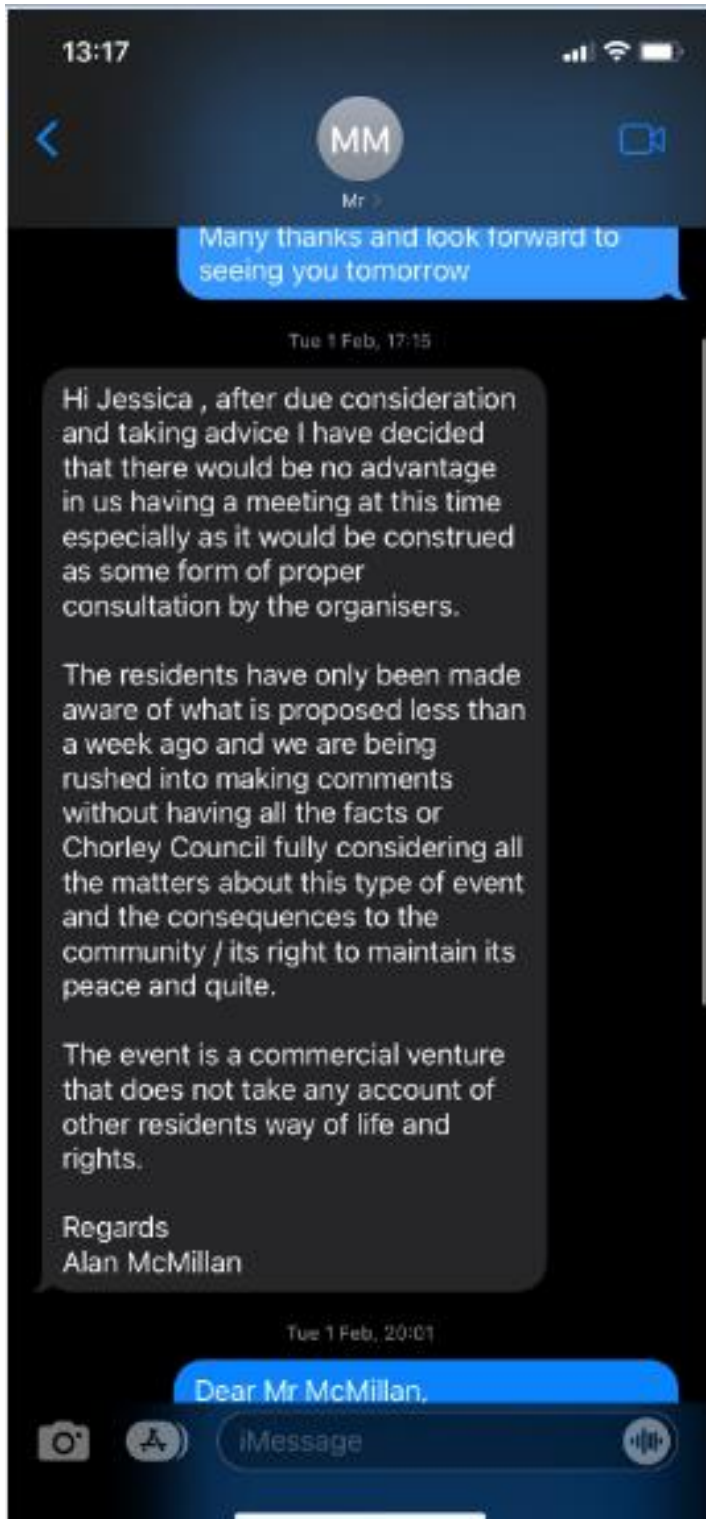 13:17
MM
Mr
Many thanks and look forward to
seeing you tomorrow
Tue 1 Feb, 17:15
Hi Jessica , after due consideration
and taking advice I have decided
that there would be no advantage
in us having a meeting at this time
especially as it would be construed
as some form of proper
consultation by the organisers.
The residents have only been made
aware of what is proposed less than
a week ago and we are being
rushed into making comments
without having all the facts or
Chorley Council fully considering all
the matters about this type of event
and the consequences to the
community / its right to maintain its
peace and quite.
The event is a commercial venture
that does not take any account of
other residents way of life and
rights.
Regards
Alan McMillan
Tue 1 Feb, 20:01
Dear Mr McMillan,
iMessage